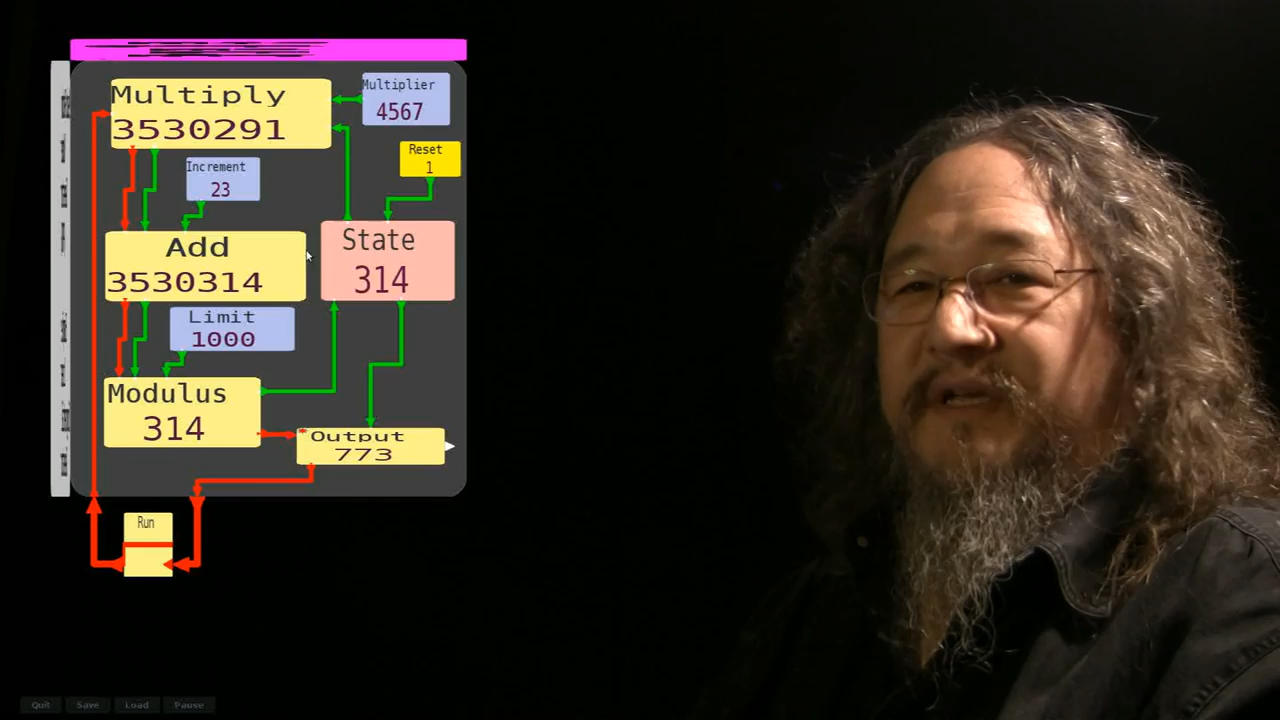 Multiply
3530291
Multiplier
4567
Reset
1
Increment
23
Add
3530314
State
314
Limit
1000
Modulus
314
*Output
773
Run
Quit
Save
Load
Pause